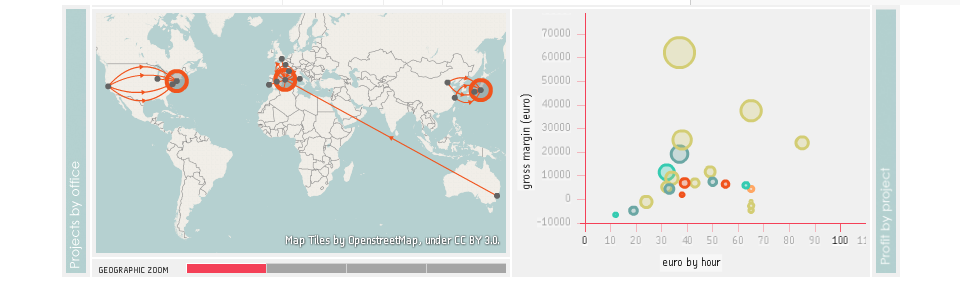 Projects by office
Map Tiles by OpenstreetMap, under CC BY 3.0.
GEOGRAPHIC ZOOM
gross margin (euro)
70000
60000
50000
40000
30000
20000
10000
0
-10000
0 10 20 30 40 50 60 70 80 90 100 11
euro by hour
Profit by project